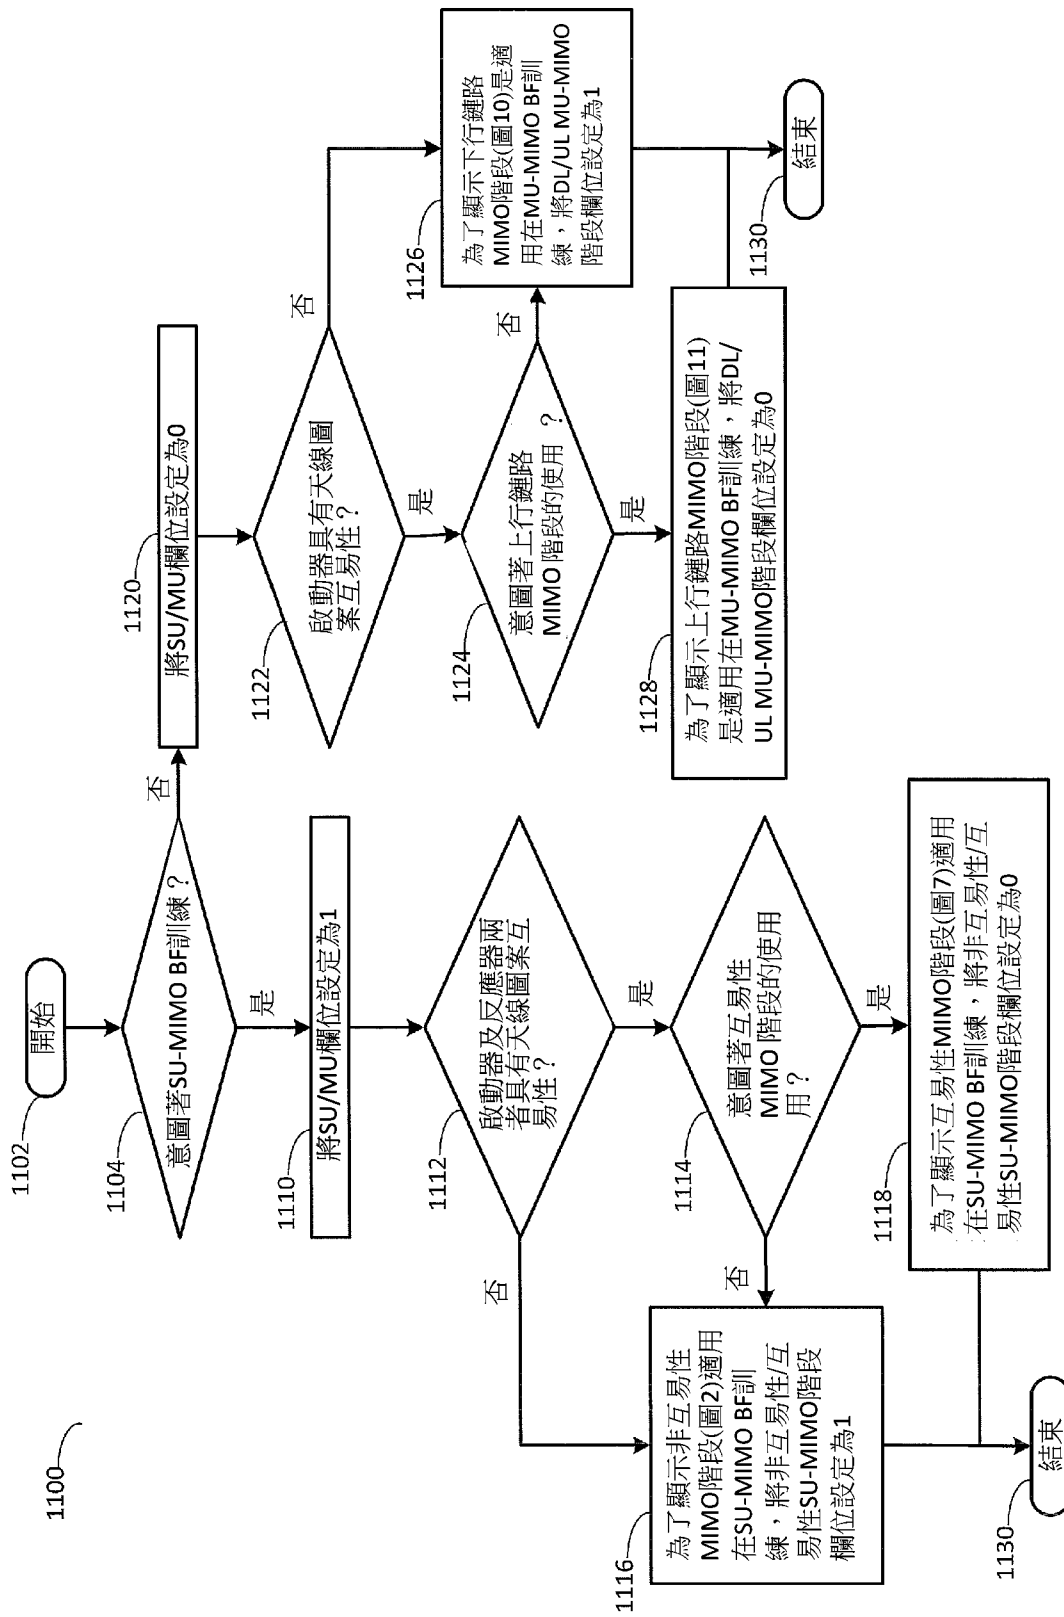 1100
1102
開始
1104
意圖著SU-MIMO BF訓練？
是
否
1110
將SU/MU欄位設定為1
1112
啟動器及反應器兩
者具有天線圖案互
易性？
否
是
1114
意圖著互易性
MIMO 階段的使用
用？
否
是
1116
為了顯示非互易性
MIMO階段(圖2)適用
在SU-MIMO BF訓
練，將非互易性/互
易性SU-MIMO階段
欄位設定為1
1118
為了顯示互易性MIMO階段(圖7)適用
在SU-MIMO BF訓練，將非互易性/互
易性SU-MIMO階段欄位設定為0
1130
結束
1120
將SU/MU欄位設定為0
1122
啟動器具有天線圖
案互易性？
否
是
1124
意圖著上行鏈路
MIMO 階段的使用？
否
是
1126
為了顯示下行鏈路
MIMO階段(圖10)是適
用在MU-MIMO BF訓
練，將DL/UL MU-MIMO
階段欄位設定為1
1128
為了顯示上行鏈路MIMO階段(圖11)
是適用在MU-MIMO BF訓練，將DL/
UL MU-MIMO階段欄位設定為0
1130
結束